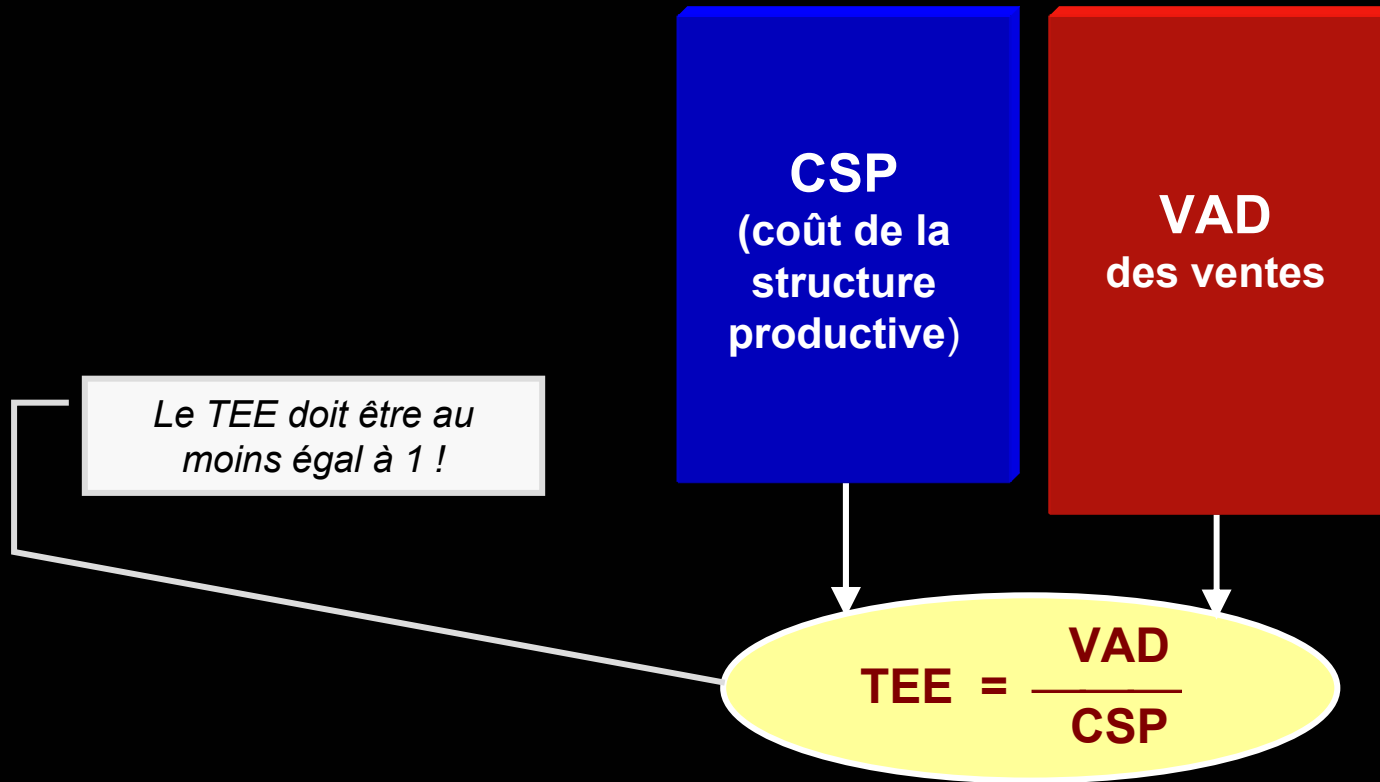 CSP
(coût de la
structure
productive)
VAD
des ventes
Le TEE doit être au
moins égal à 1 !
VAD
TEE =
CSP